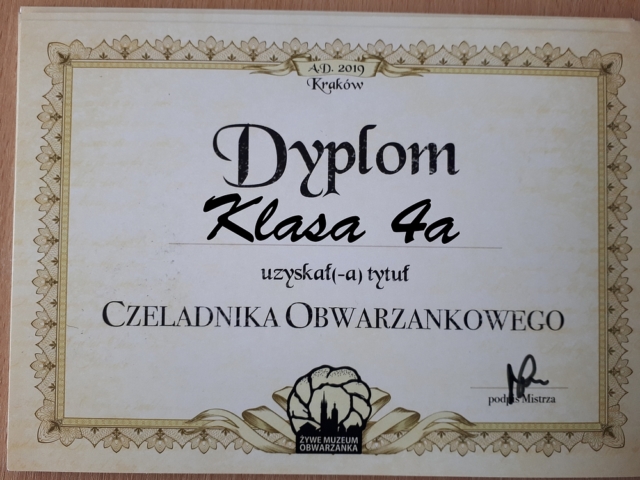 A.D. 2019
Kraków
Dyplom
Klasa 4a
uzyskał(-a) tytuł
CZELADNIKA OBWARZANKOWEGO
podpis Mistrza
ŻYWE MUZEUM
OBWARZANKA